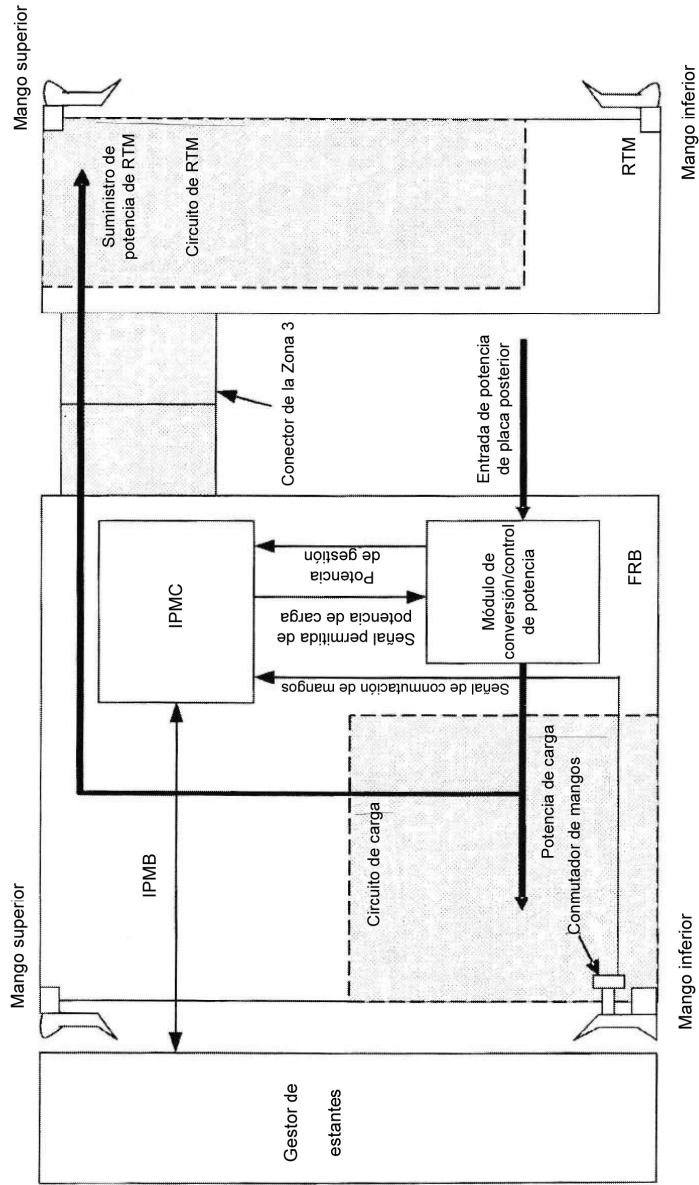 Mango superior
Mango superior
Suministro de
potencia de RTM
Circuito de RTM
RTM
Mango inferior
Conector de la Zona 3
Entrada de potencia
de placa posterior
IPMC
Potencia
de gestión
Señal permitida de
potencia de carga
Señal de conmutación de mangos
Módulo de
conversión/control
de potencia
FRB
IPMB
Circuito de carga
Potencia de carga
Conmutador de mangos
Mango inferior
Gestor de
estantes